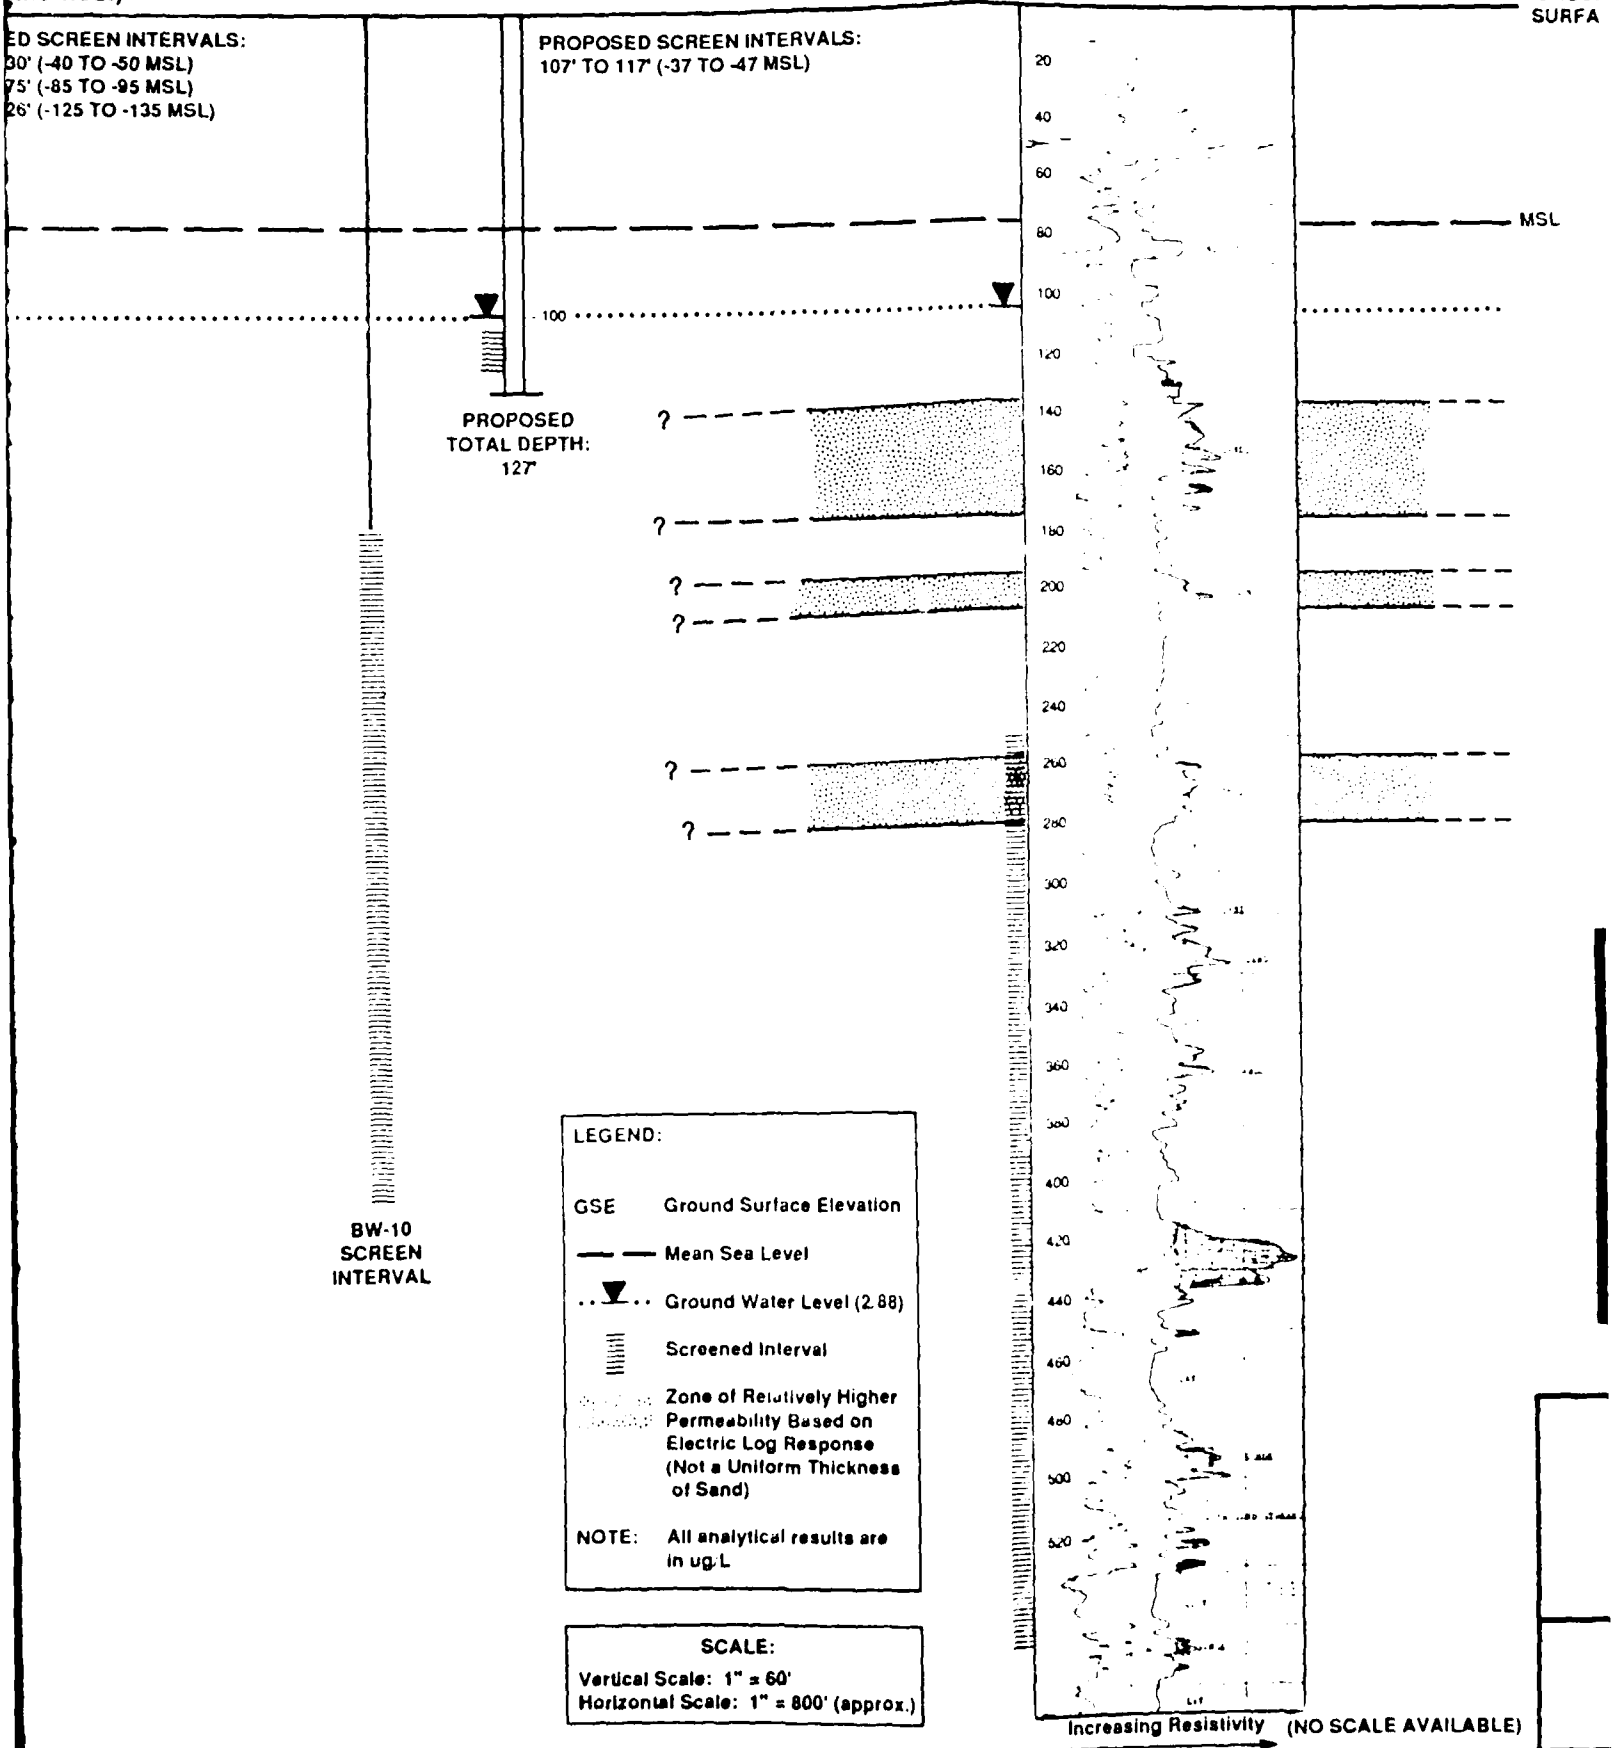 SURFA
ED SCREEN INTERVALS:
30' (-40 TO -50 MSL)
75' (-85 TO -95 MSL)
26' (-125 TO -135 MSL)
PROPOSED SCREEN INTERVALS:
107' TO 117' (-37 TO -47 MSL)
20
40
60
MSL
80
100
100
120
PROPOSED
TOTAL DEPTH:
127'
?
140
160
?
180
?
200
?
220
240
?
260
?
280
300
320
340
360
380
400
420
440
460
480
500
520
BW-10
SCREEN
INTERVAL
LEGEND:
GSE Ground Surface Elevation
Mean Sea Level
Ground Water Level (2.88)
Screened Interval
Zone of Relatively Higher
Permeability Based on
Electric Log Response
(Not a Uniform Thickness
of Sand)
NOTE: All analytical results are
in ug/L
SCALE:
Vertical Scale: 1" = 60'
Horizontal Scale: 1" = 800' (approx.)
Increasing Resistivity (NO SCALE AVAILABLE)